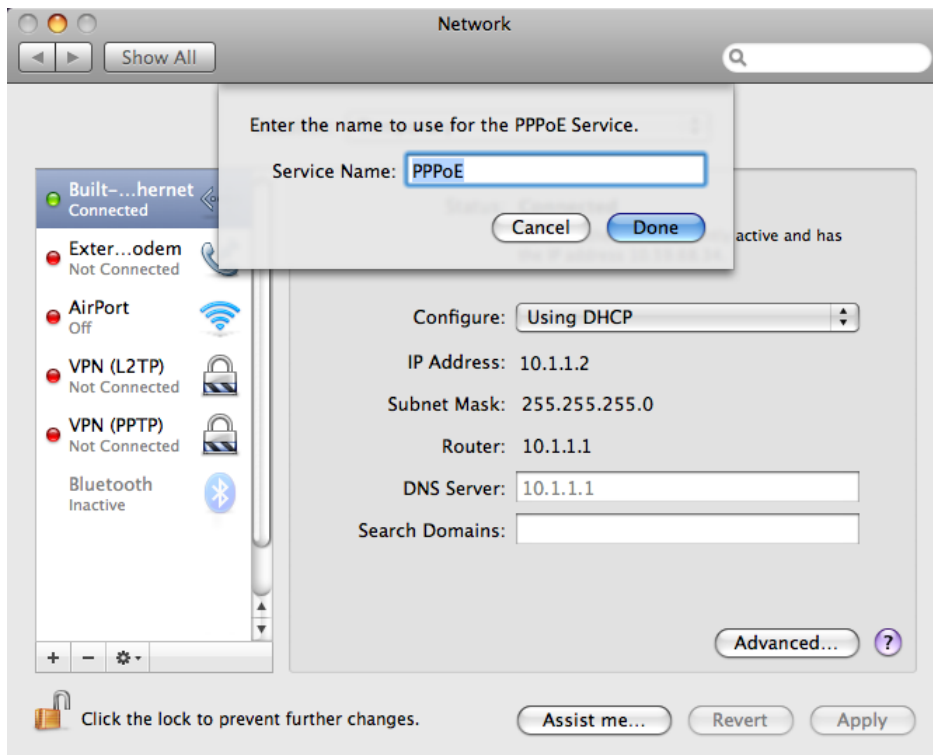 Network
Show All
Enter the name to use for the PPPoE Service.
Service Name: PPPoE
Cancel Done
Built-...hernet
Connected
active and has
Exter...odem
Not Connected
AirPort
Off
Configure: Using DHCP
VPN (L2TP)
Not Connected
IP Address: 10.1.1.2
Subnet Mask: 255.255.255.0
VPN (PPTP)
Not Connected
Router: 10.1.1.1
Bluetooth
Inactive
DNS Server: 10.1.1.1
Search Domains:
Advanced... ?
+ −
Click the lock to prevent further changes.
Assist me... Revert Apply